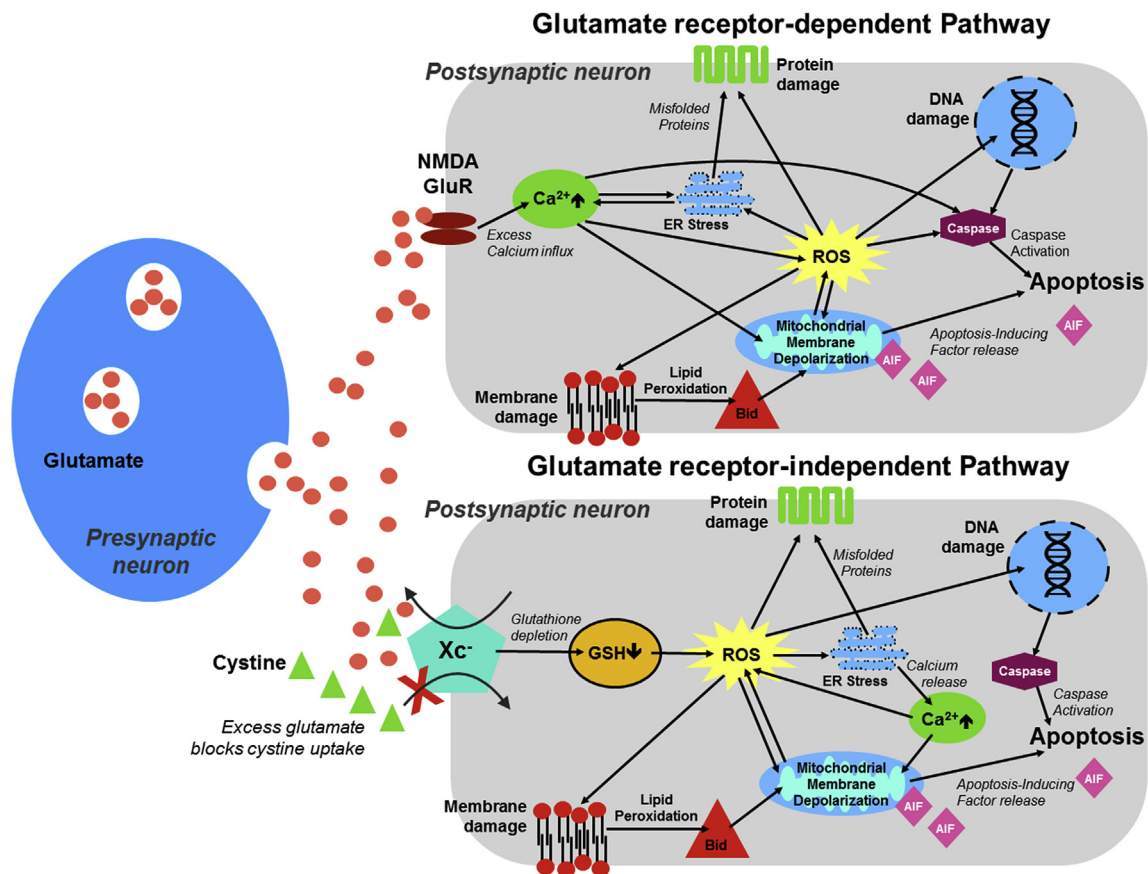 Glutamate receptor-dependent Pathway
Postsynaptic neuron
Protein
damage
Misfolded
Proteins
DNA
damage
NMDA
GluR
Ca²⁺
Excess
Calcium influx
ER Stress
ROS
Caspase
Caspase
Activation
Apoptosis
Mitochondrial
Membrane
Depolarization
Apoptosis-Inducing
Factor release
AIF
AIF
AIF
Membrane
damage
Lipid
Peroxidation
Bid
Glutamate
Presynaptic
neuron
Glutamate receptor-independent Pathway
Postsynaptic neuron
Protein
damage
Misfolded
Proteins
DNA
damage
Cystine
Excess glutamate
blocks cystine uptake
Xc⁻
Glutathione
depletion
GSH
ROS
ER Stress
Calcium
release
Ca²⁺
Caspase
Caspase
Activation
Apoptosis
Mitochondrial
Membrane
Depolarization
Apoptosis-Inducing
Factor release
AIF
AIF
AIF
Membrane
damage
Lipid
Peroxidation
Bid